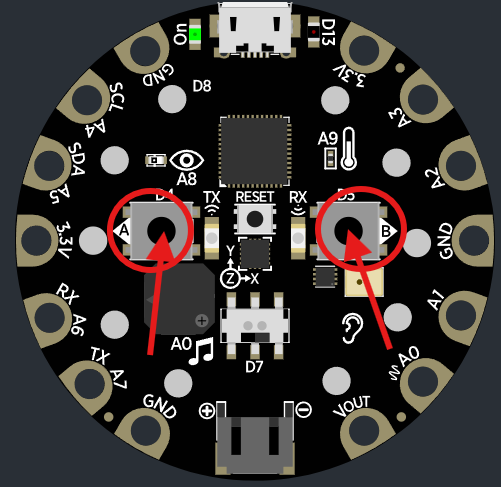 On
D13
GND
3.3V
D8
SCL
A4
A3
A9
SDA
A5
A8
A2
D4
TX
RESET
RX
D5
A
B
3.3V
GND
Y
Z
X
RX
A6
A1
A0
D7
TX
A7
A0
GND
+
-
VOUT